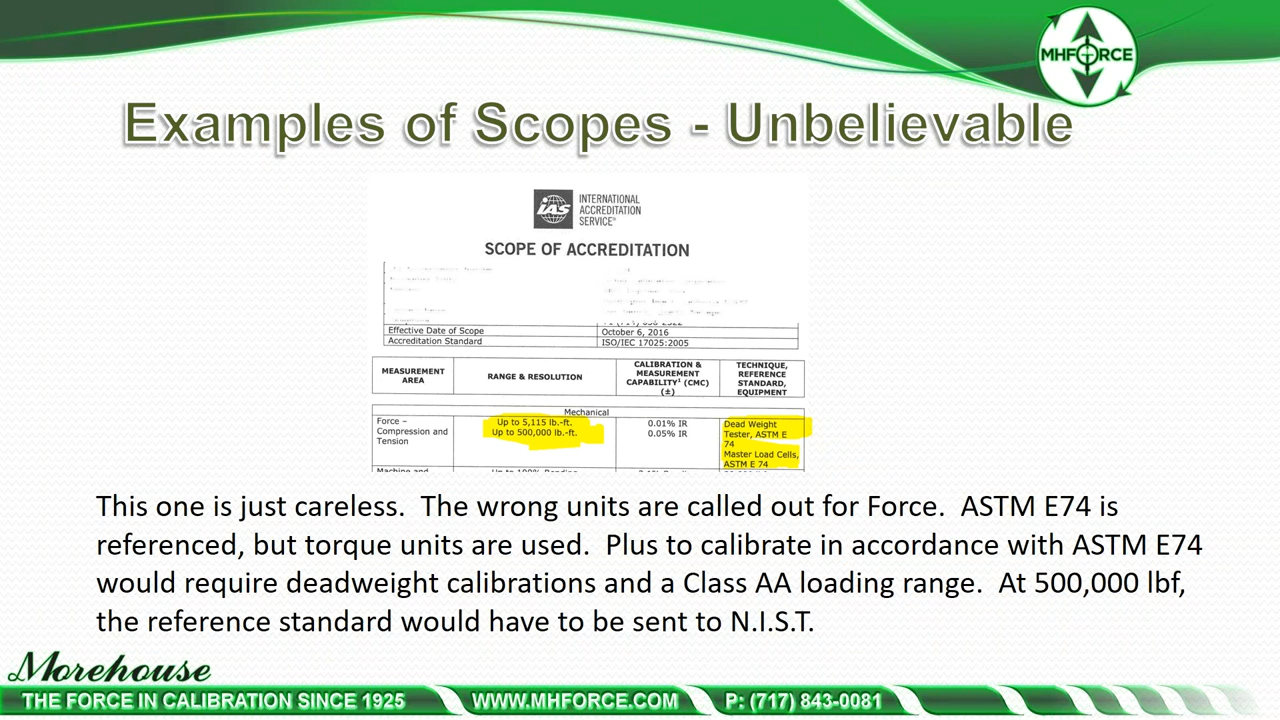 MHFORCE
Examples of Scopes - Unbelievable
IAS
INTERNATIONAL
ACCREDITATION
SERVICE
SCOPE OF ACCREDITATION
Effective Date of Scope October 6, 2016
Accreditation Standard ISO/IEC 17025:2005
MEASUREMENT
AREA
RANGE & RESOLUTION
CALIBRATION &
MEASUREMENT
CAPABILITY¹ (CMC)
(±)
TECHNIQUE,
REFERENCE
STANDARD,
EQUIPMENT
Mechanical
Force –
Compression and
Tension
Up to 5,115 lb.-ft.
Up to 500,000 lb.-ft.
0.01% IR
0.05% IR
Dead Weight
Tester, ASTM E
74
Master Load Cells,
ASTM E 74
This one is just careless.  The wrong units are called out for Force.  ASTM E74 is
referenced, but torque units are used.  Plus to calibrate in accordance with ASTM E74
would require deadweight calibrations and a Class AA loading range.  At 500,000 lbf,
the reference standard would have to be sent to N.I.S.T.
Morehouse
THE FORCE IN CALIBRATION SINCE 1925
WWW.MHFORCE.COM
P: (717) 843-0081